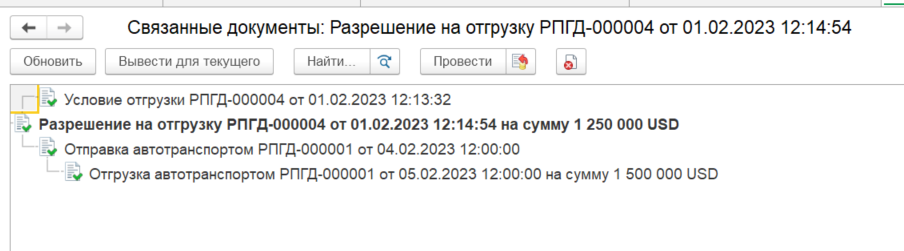 Связанные документы: Разрешение на отгрузку РПГД-000004 от 01.02.2023 12:14:54
Обновить Вывести для текущего Найти... Провести
Условие отгрузки РПГД-000004 от 01.02.2023 12:13:32
Разрешение на отгрузку РПГД-000004 от 01.02.2023 12:14:54 на сумму 1 250 000 USD
Отправка автотранспортом РПГД-000001 от 04.02.2023 12:00:00
Отгрузка автотранспортом РПГД-000001 от 05.02.2023 12:00:00 на сумму 1 500 000 USD